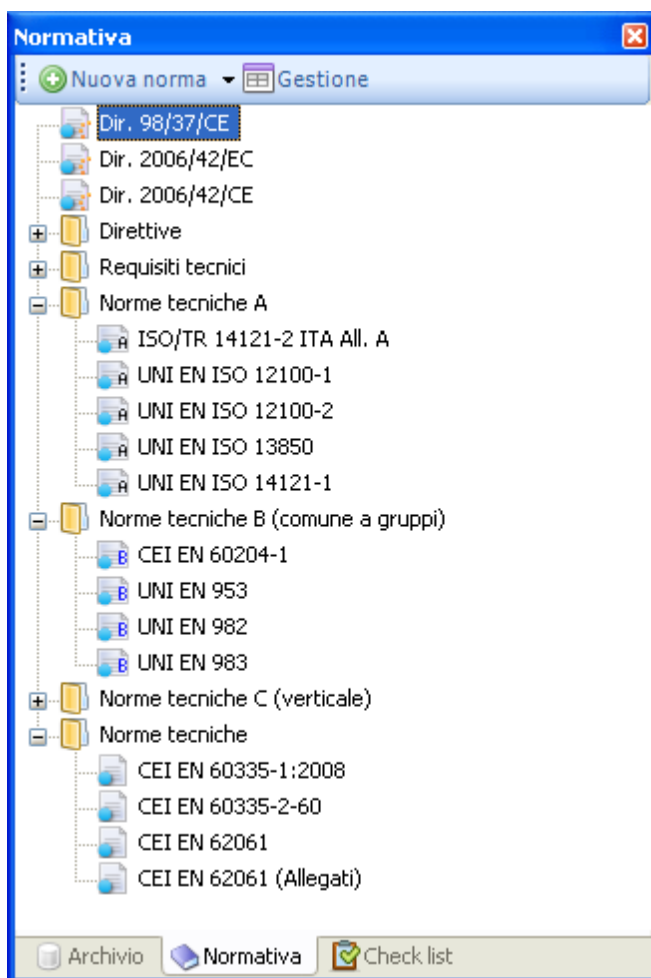 Normativa
Nuova norma Gestione
Dir. 98/37/CE
Dir. 2006/42/EC
Dir. 2006/42/CE
Direttive
Requisiti tecnici
Norme tecniche A
A ISO/TR 14121-2 ITA All. A
A UNI EN ISO 12100-1
A UNI EN ISO 12100-2
A UNI EN ISO 13850
A UNI EN ISO 14121-1
Norme tecniche B (comune a gruppi)
B CEI EN 60204-1
B UNI EN 953
B UNI EN 982
B UNI EN 983
Norme tecniche C (verticale)
Norme tecniche
CEI EN 60335-1:2008
CEI EN 60335-2-60
CEI EN 62061
CEI EN 62061 (Allegati)
Archivio Normativa Check list